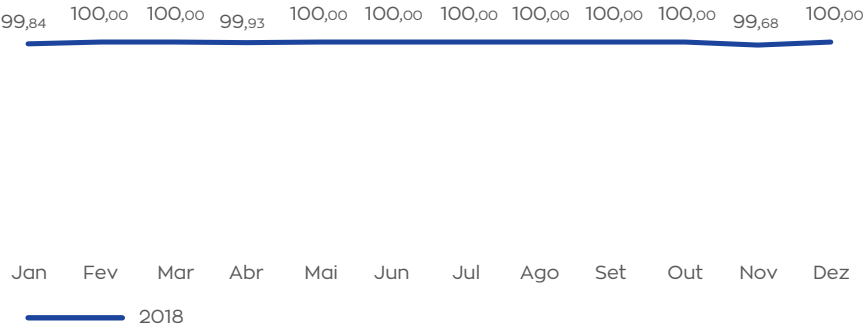 99,84 100,00 100,00 99,93 100,00 100,00 100,00 100,00 100,00 100,00 99,68 100,00
Jan Fev Mar Abr Mai Jun Jul Ago Set Out Nov Dez
2018